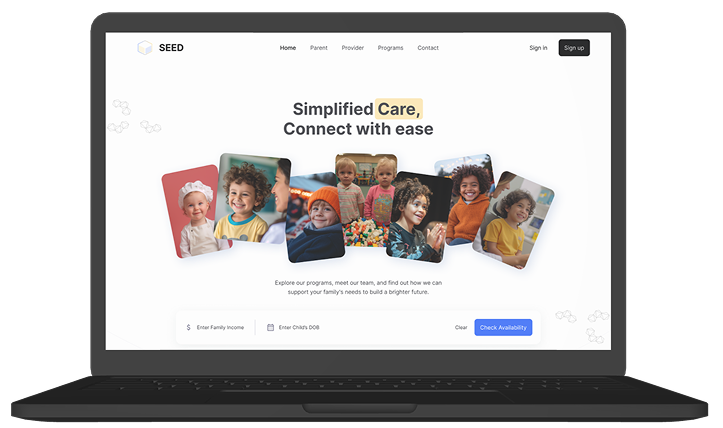 SEED
Home Parent Provider Programs Contact
Sign in Sign up
Simplified Care,
Connect with ease
Explore our programs, meet our team, and find out how we can
support your family's needs to build a brighter future.
$ Enter Family Income Enter Child's DOB Clear Check Availability